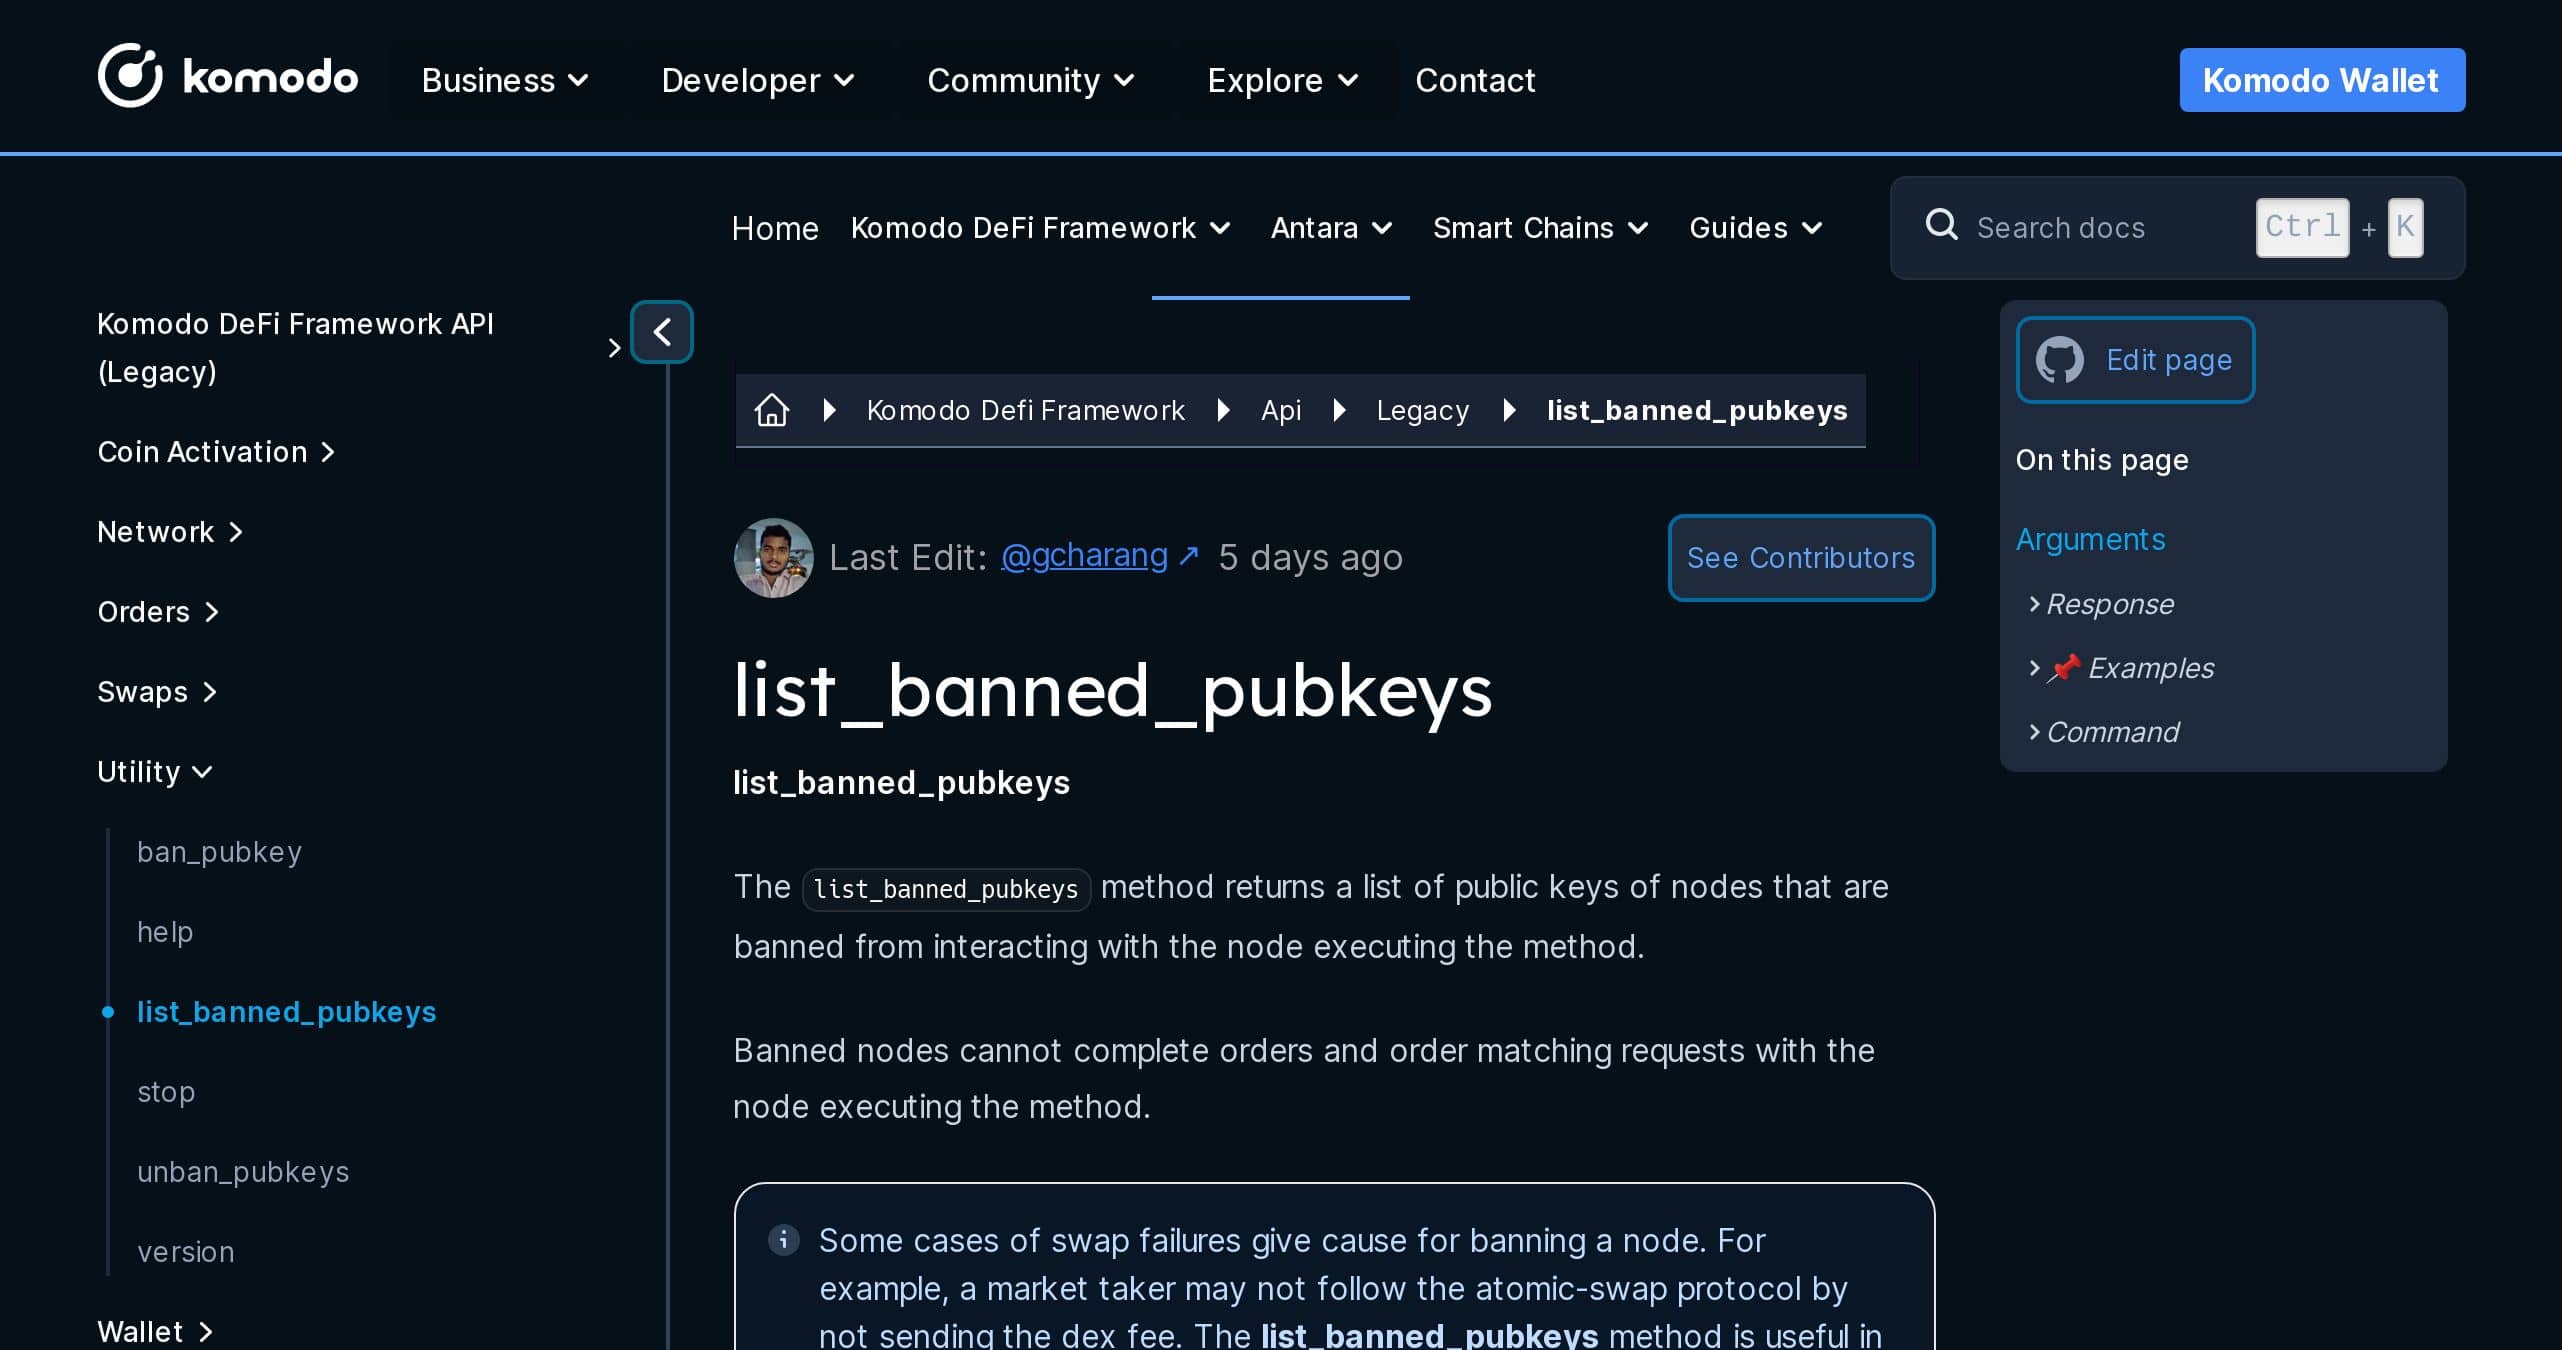 komodo
Business
Developer
Community
Explore
Contact
Komodo Wallet
Home
Komodo DeFi Framework
Antara
Smart Chains
Guides
Search docs
Ctrl + K
Komodo DeFi Framework API
(Legacy)
Coin Activation
Network
Orders
Swaps
Utility
ban_pubkey
help
list_banned_pubkeys
stop
unban_pubkeys
version
Wallet
Komodo Defi Framework
Api
Legacy
list_banned_pubkeys
Last Edit: @gcharang ↗ 5 days ago
See Contributors
list_banned_pubkeys
list_banned_pubkeys
The list_banned_pubkeys method returns a list of public keys of nodes that are
banned from interacting with the node executing the method.
Banned nodes cannot complete orders and order matching requests with the
node executing the method.
Some cases of swap failures give cause for banning a node. For
example, a market taker may not follow the atomic-swap protocol by
not sending the dex fee. The list_banned_pubkeys method is useful in
Edit page
On this page
Arguments
Response
📌 Examples
Command